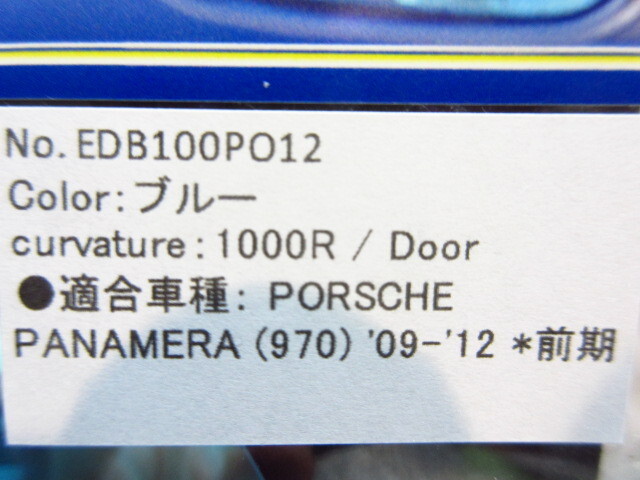 No. EDB100PO12
Color: ブルー
curvature: 1000R / Door
●適合車種: PORSCHE
PANAMERA (970) '09-'12 *前期